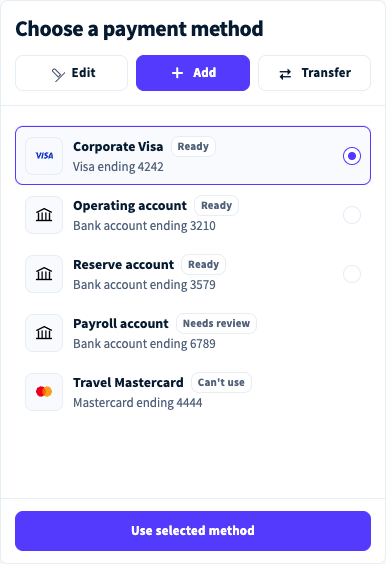 Choose a payment method
Edit
Add
Transfer
VISA
Corporate Visa Ready
Visa ending 4242
Operating account Ready
Bank account ending 3210
Reserve account Ready
Bank account ending 3579
Payroll account Needs review
Bank account ending 6789
Travel Mastercard Can't use
Mastercard ending 4444
Use selected method